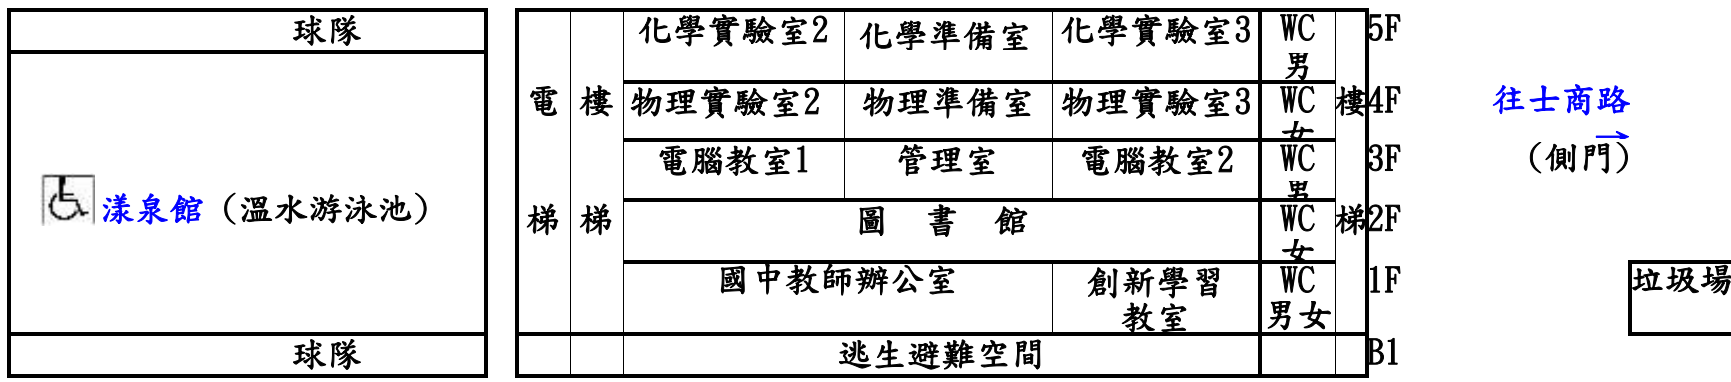 球隊
漾泉館（溫水游泳池）
球隊
電梯
樓梯
化學實驗室2 化學準備室 化學實驗室3 WC男 5F
物理實驗室2 物理準備室 物理實驗室3 WC女 4F
電腦教室1 管理室 電腦教室2 WC男 3F
圖書館 WC女 2F
國中教師辦公室 創新學習教室 WC男女 1F
逃生避難空間 B1
樓梯
往士商路
→
(側門)
垃圾場